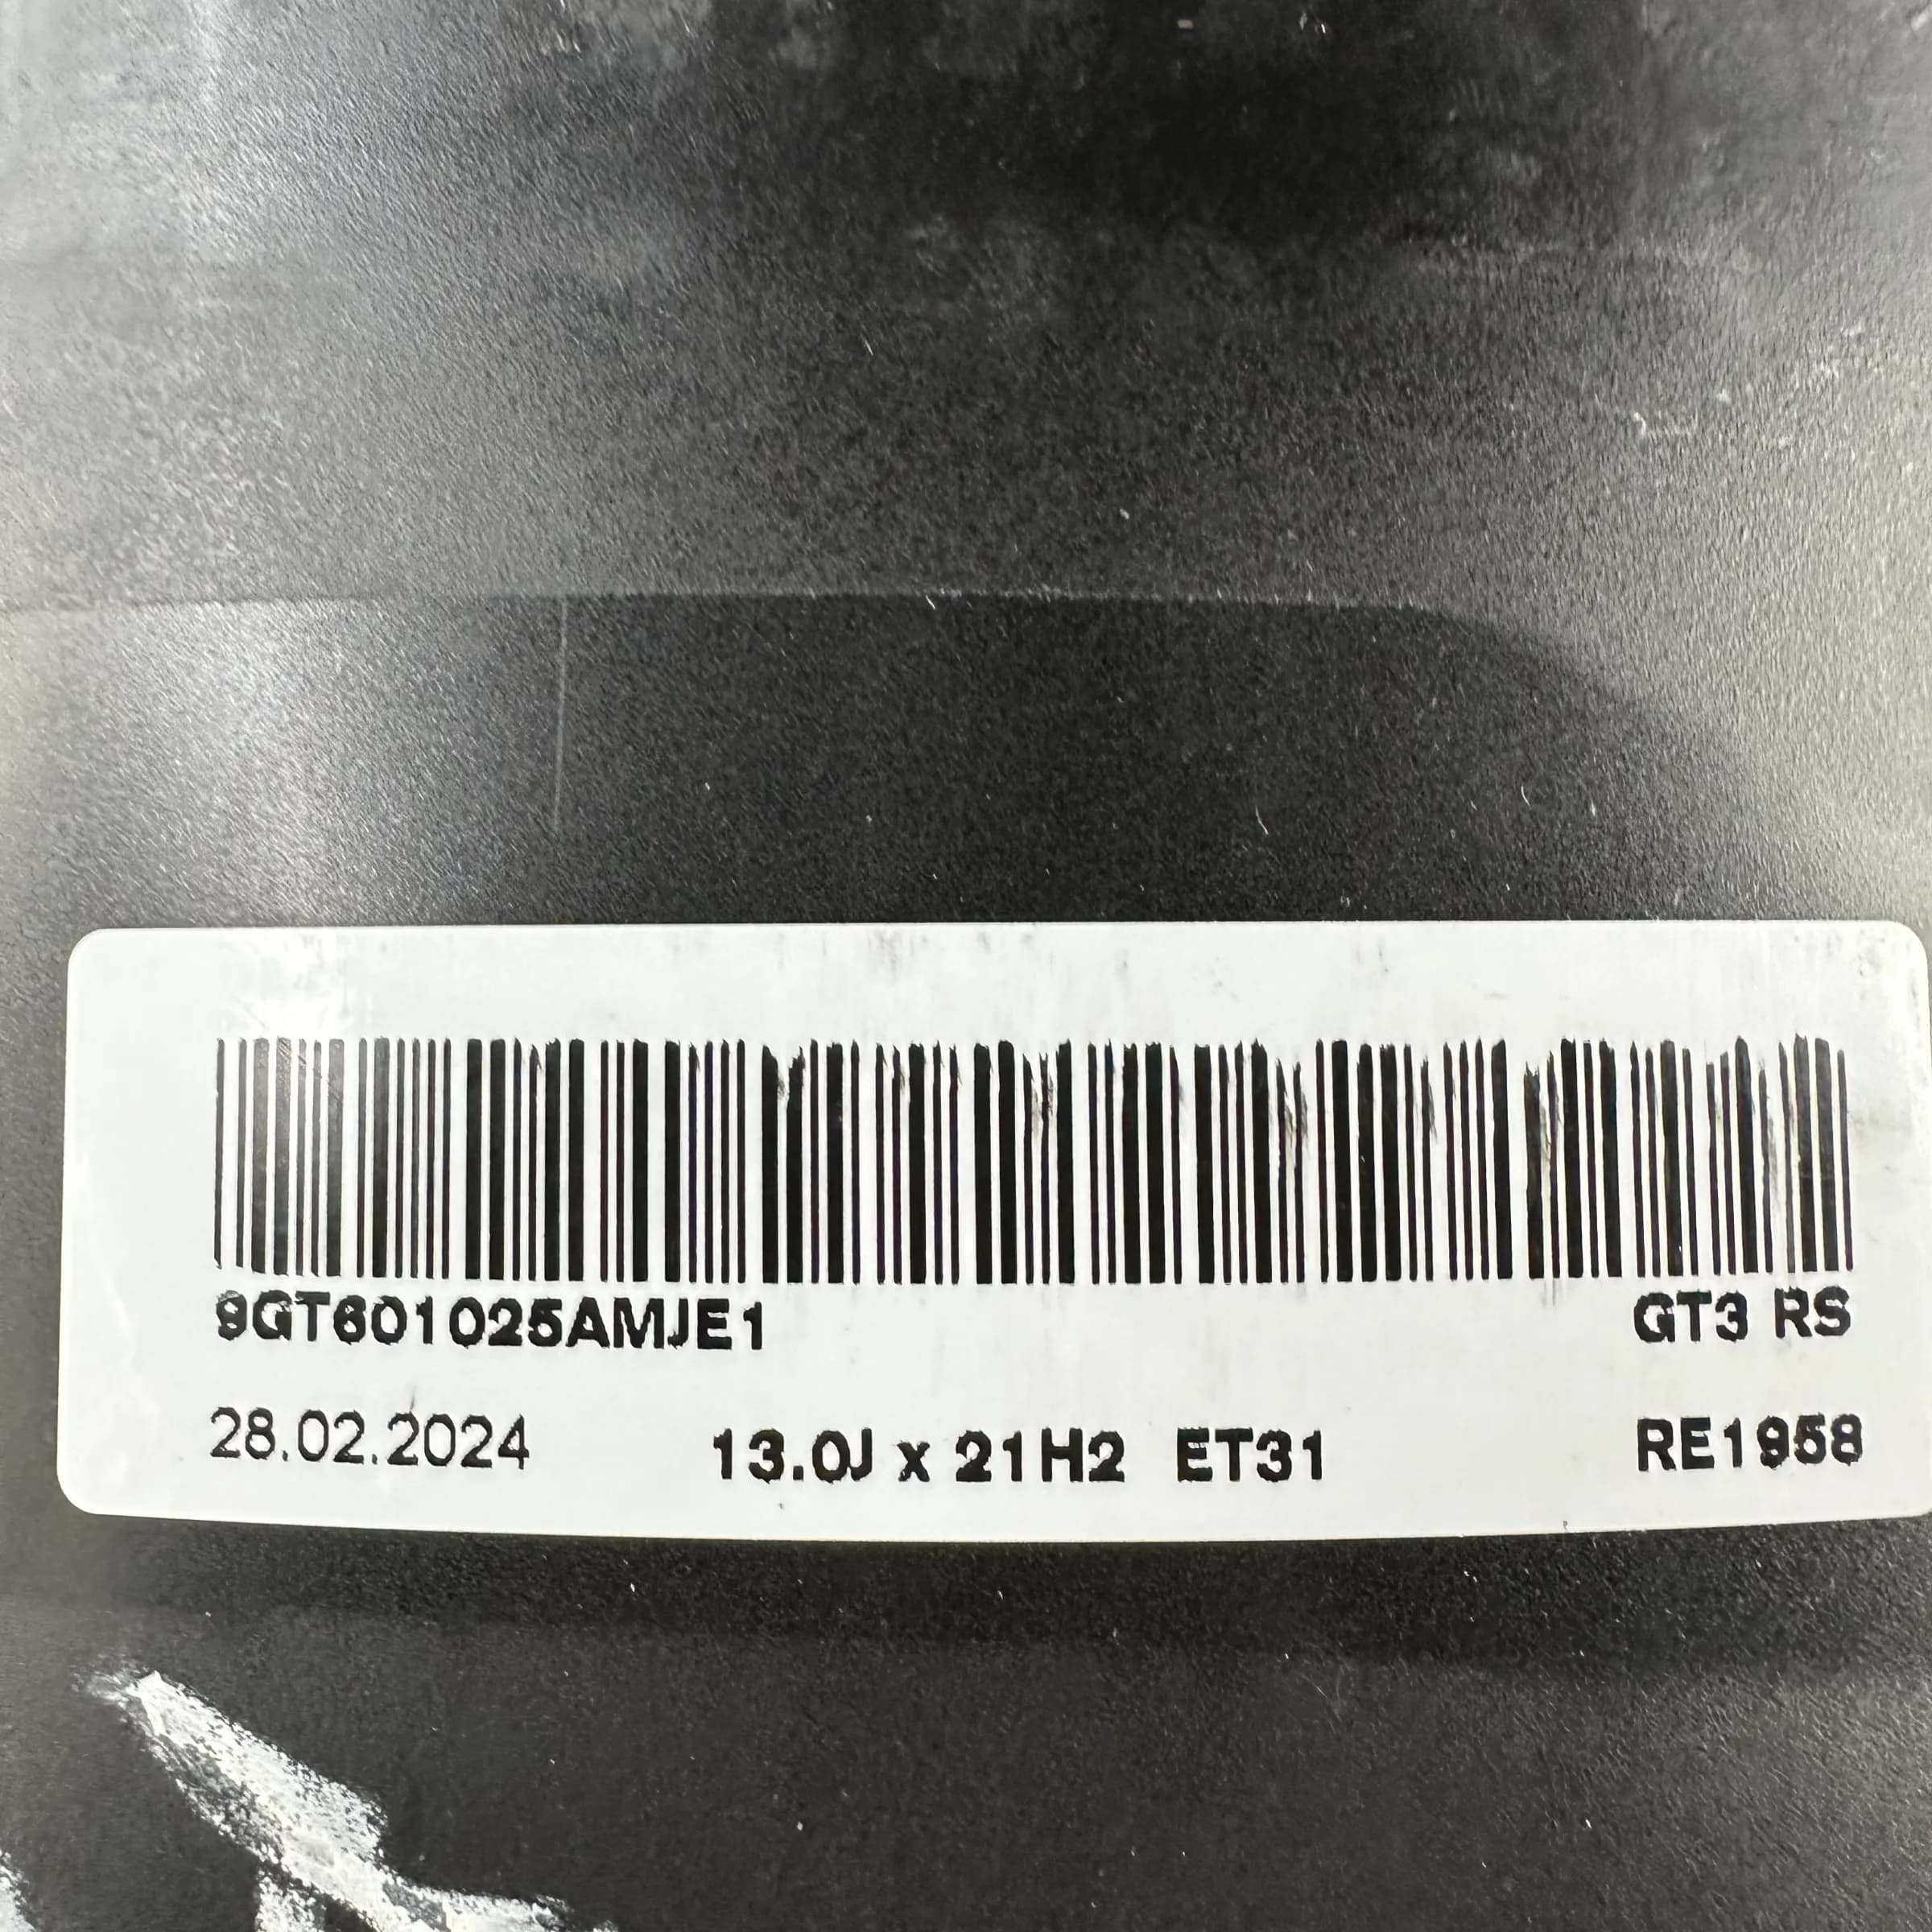 9GT601025AMJE1 GT3 RS
28.02.2024 13.0J x 21H2 ET31 RE1958